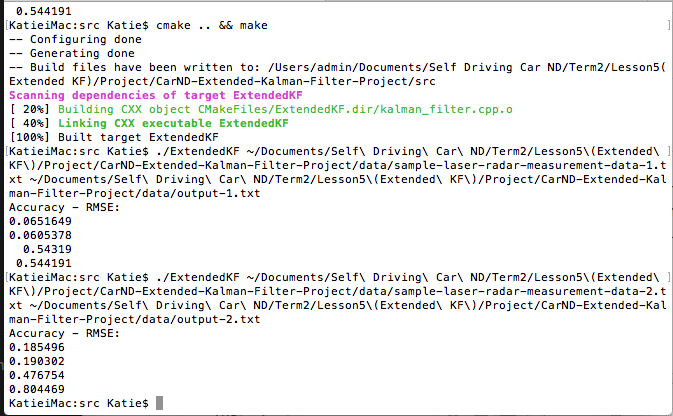 0.544191
[KatieiMac:src Katie$ cmake .. && make ]
-- Configuring done
-- Generating done
-- Build files have been written to: /Users/admin/Documents/Self Driving Car ND/Term2/Lesson5(
Extended KF)/Project/CarND-Extended-Kalman-Filter-Project/src
Scanning dependencies of target ExtendedKF
[ 20%] Building CXX object CMakeFiles/ExtendedKF.dir/kalman_filter.cpp.o
[ 40%] Linking CXX executable ExtendedKF
[100%] Built target ExtendedKF
[KatieiMac:src Katie$ ./ExtendedKF ~/Documents/Self\ Driving\ Car\ ND/Term2/Lesson5\(Extended\ ]
KF\)/Project/CarND-Extended-Kalman-Filter-Project/data/sample-laser-radar-measurement-data-1.t
xt ~/Documents/Self\ Driving\ Car\ ND/Term2/Lesson5\(Extended\ KF\)/Project/CarND-Extended-Kal
man-Filter-Project/data/output-1.txt
Accuracy - RMSE:
0.0651649
0.0605378
0.54319
0.544191
[KatieiMac:src Katie$ ./ExtendedKF ~/Documents/Self\ Driving\ Car\ ND/Term2/Lesson5\(Extended\ ]
KF\)/Project/CarND-Extended-Kalman-Filter-Project/data/sample-laser-radar-measurement-data-2.t
xt ~/Documents/Self\ Driving\ Car\ ND/Term2/Lesson5\(Extended\ KF\)/Project/CarND-Extended-Kal
man-Filter-Project/data/output-2.txt
Accuracy - RMSE:
0.185496
0.190302
0.476754
0.804469
KatieiMac:src Katie$